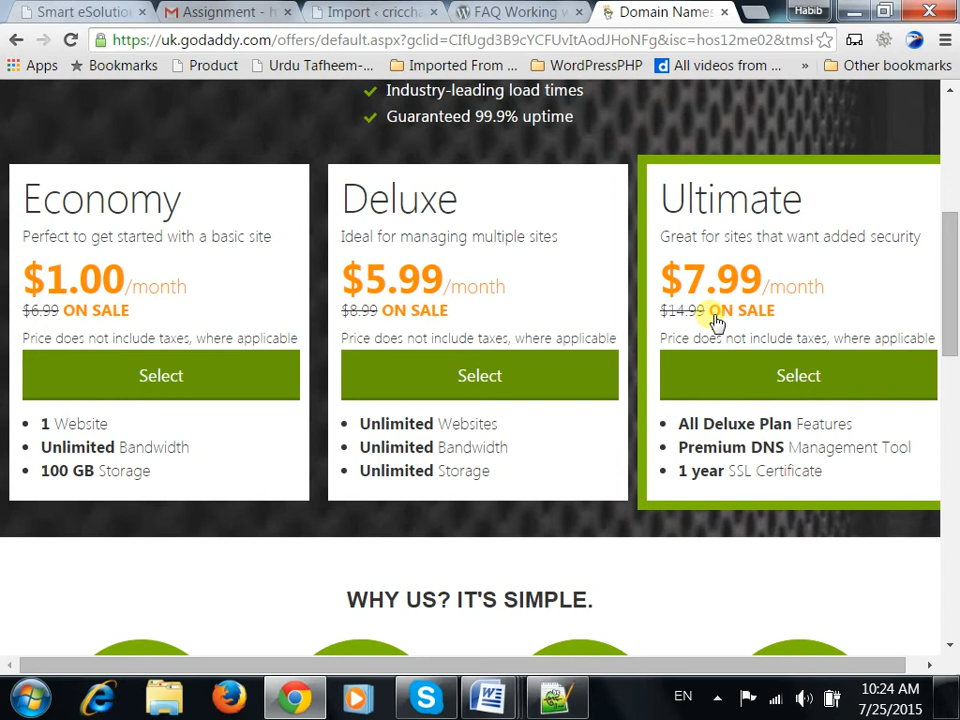 Smart eSolutio
Assignment - h
Import ‹ criccha
FAQ Working w
Domain Names
Habib
https://uk.godaddy.com/offers/default.aspx?gclid=CIfUgd3B9cYCFUvItAodJHoNFg&isc=hos12me02&tmsk
Apps
Bookmarks
Product
Urdu Tafheem-...
Imported From ...
WordPressPHP
All videos from ...
»
Other bookmarks
Industry-leading load times
Guaranteed 99.9% uptime
Economy
Perfect to get started with a basic site
$1.00/month
$6.99 ON SALE
Price does not include taxes, where applicable
Select
• 1 Website
• Unlimited Bandwidth
• 100 GB Storage
Deluxe
Ideal for managing multiple sites
$5.99/month
$8.99 ON SALE
Price does not include taxes, where applicable
Select
• Unlimited Websites
• Unlimited Bandwidth
• Unlimited Storage
Ultimate
Great for sites that want added security
$7.99/month
$14.99 ON SALE
Price does not include taxes, where applicable
Select
• All Deluxe Plan Features
• Premium DNS Management Tool
• 1 year SSL Certificate
WHY US? IT'S SIMPLE.
EN
10:24 AM
7/25/2015